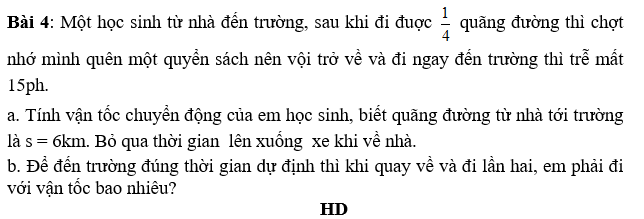 Bài 4: Một học sinh từ nhà đến trường, sau khi đi đuợc 1/4 quãng đường thì chợt
nhớ mình quên một quyển sách nên vội trở về và đi ngay đến trường thì trễ mất
15ph.
a. Tính vận tốc chuyển động của em học sinh, biết quãng đường từ nhà tới trường
là s = 6km. Bỏ qua thời gian lên xuống xe khi về nhà.
b. Để đến trường đúng thời gian dự định thì khi quay về và đi lần hai, em phải đi
với vận tốc bao nhiêu?
HD